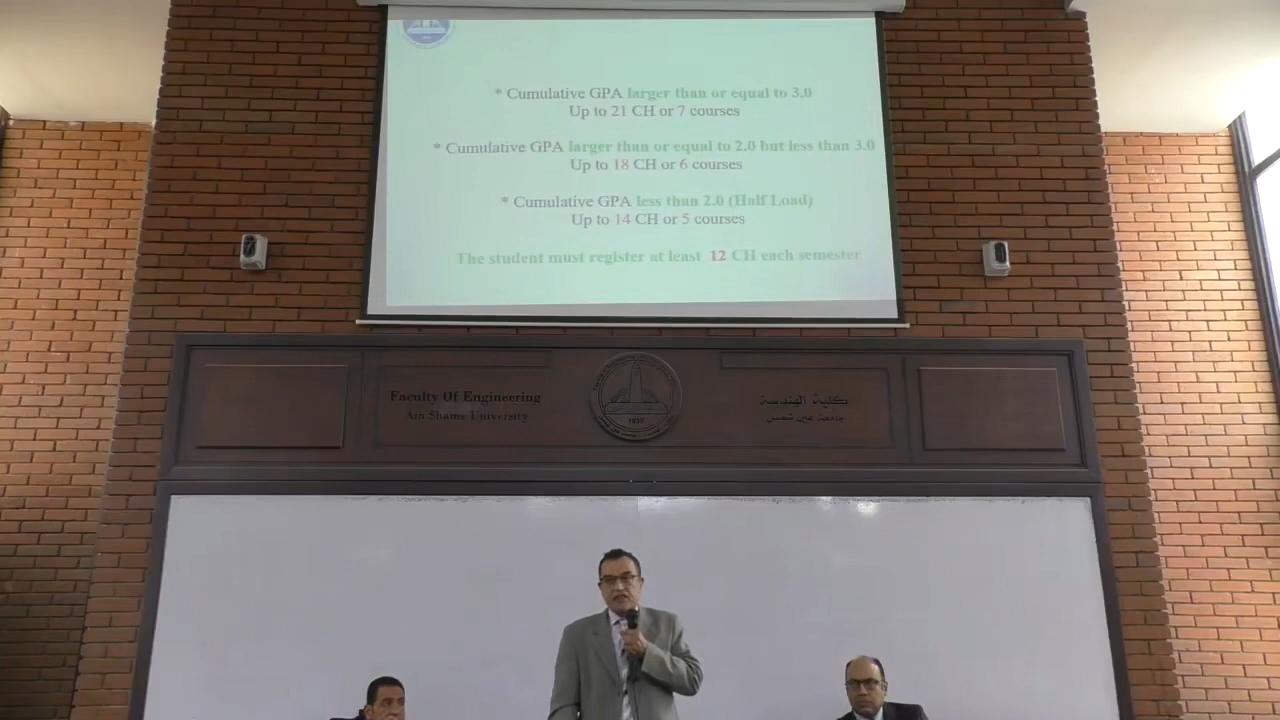 * Cumulative GPA larger than or equal to 3.0
Up to 21 CH or 7 courses
* Cumulative GPA larger than or equal to 2.0 but less than 3.0
Up to 18 CH or 6 courses
* Cumulative GPA less than 2.0 (Half Load)
Up to 14 CH or 5 courses
The student must register at least 12 CH each semester
Faculty Of Engineering
Ain Shams University
1839
كلية الهندسة
جامعة عين شمس